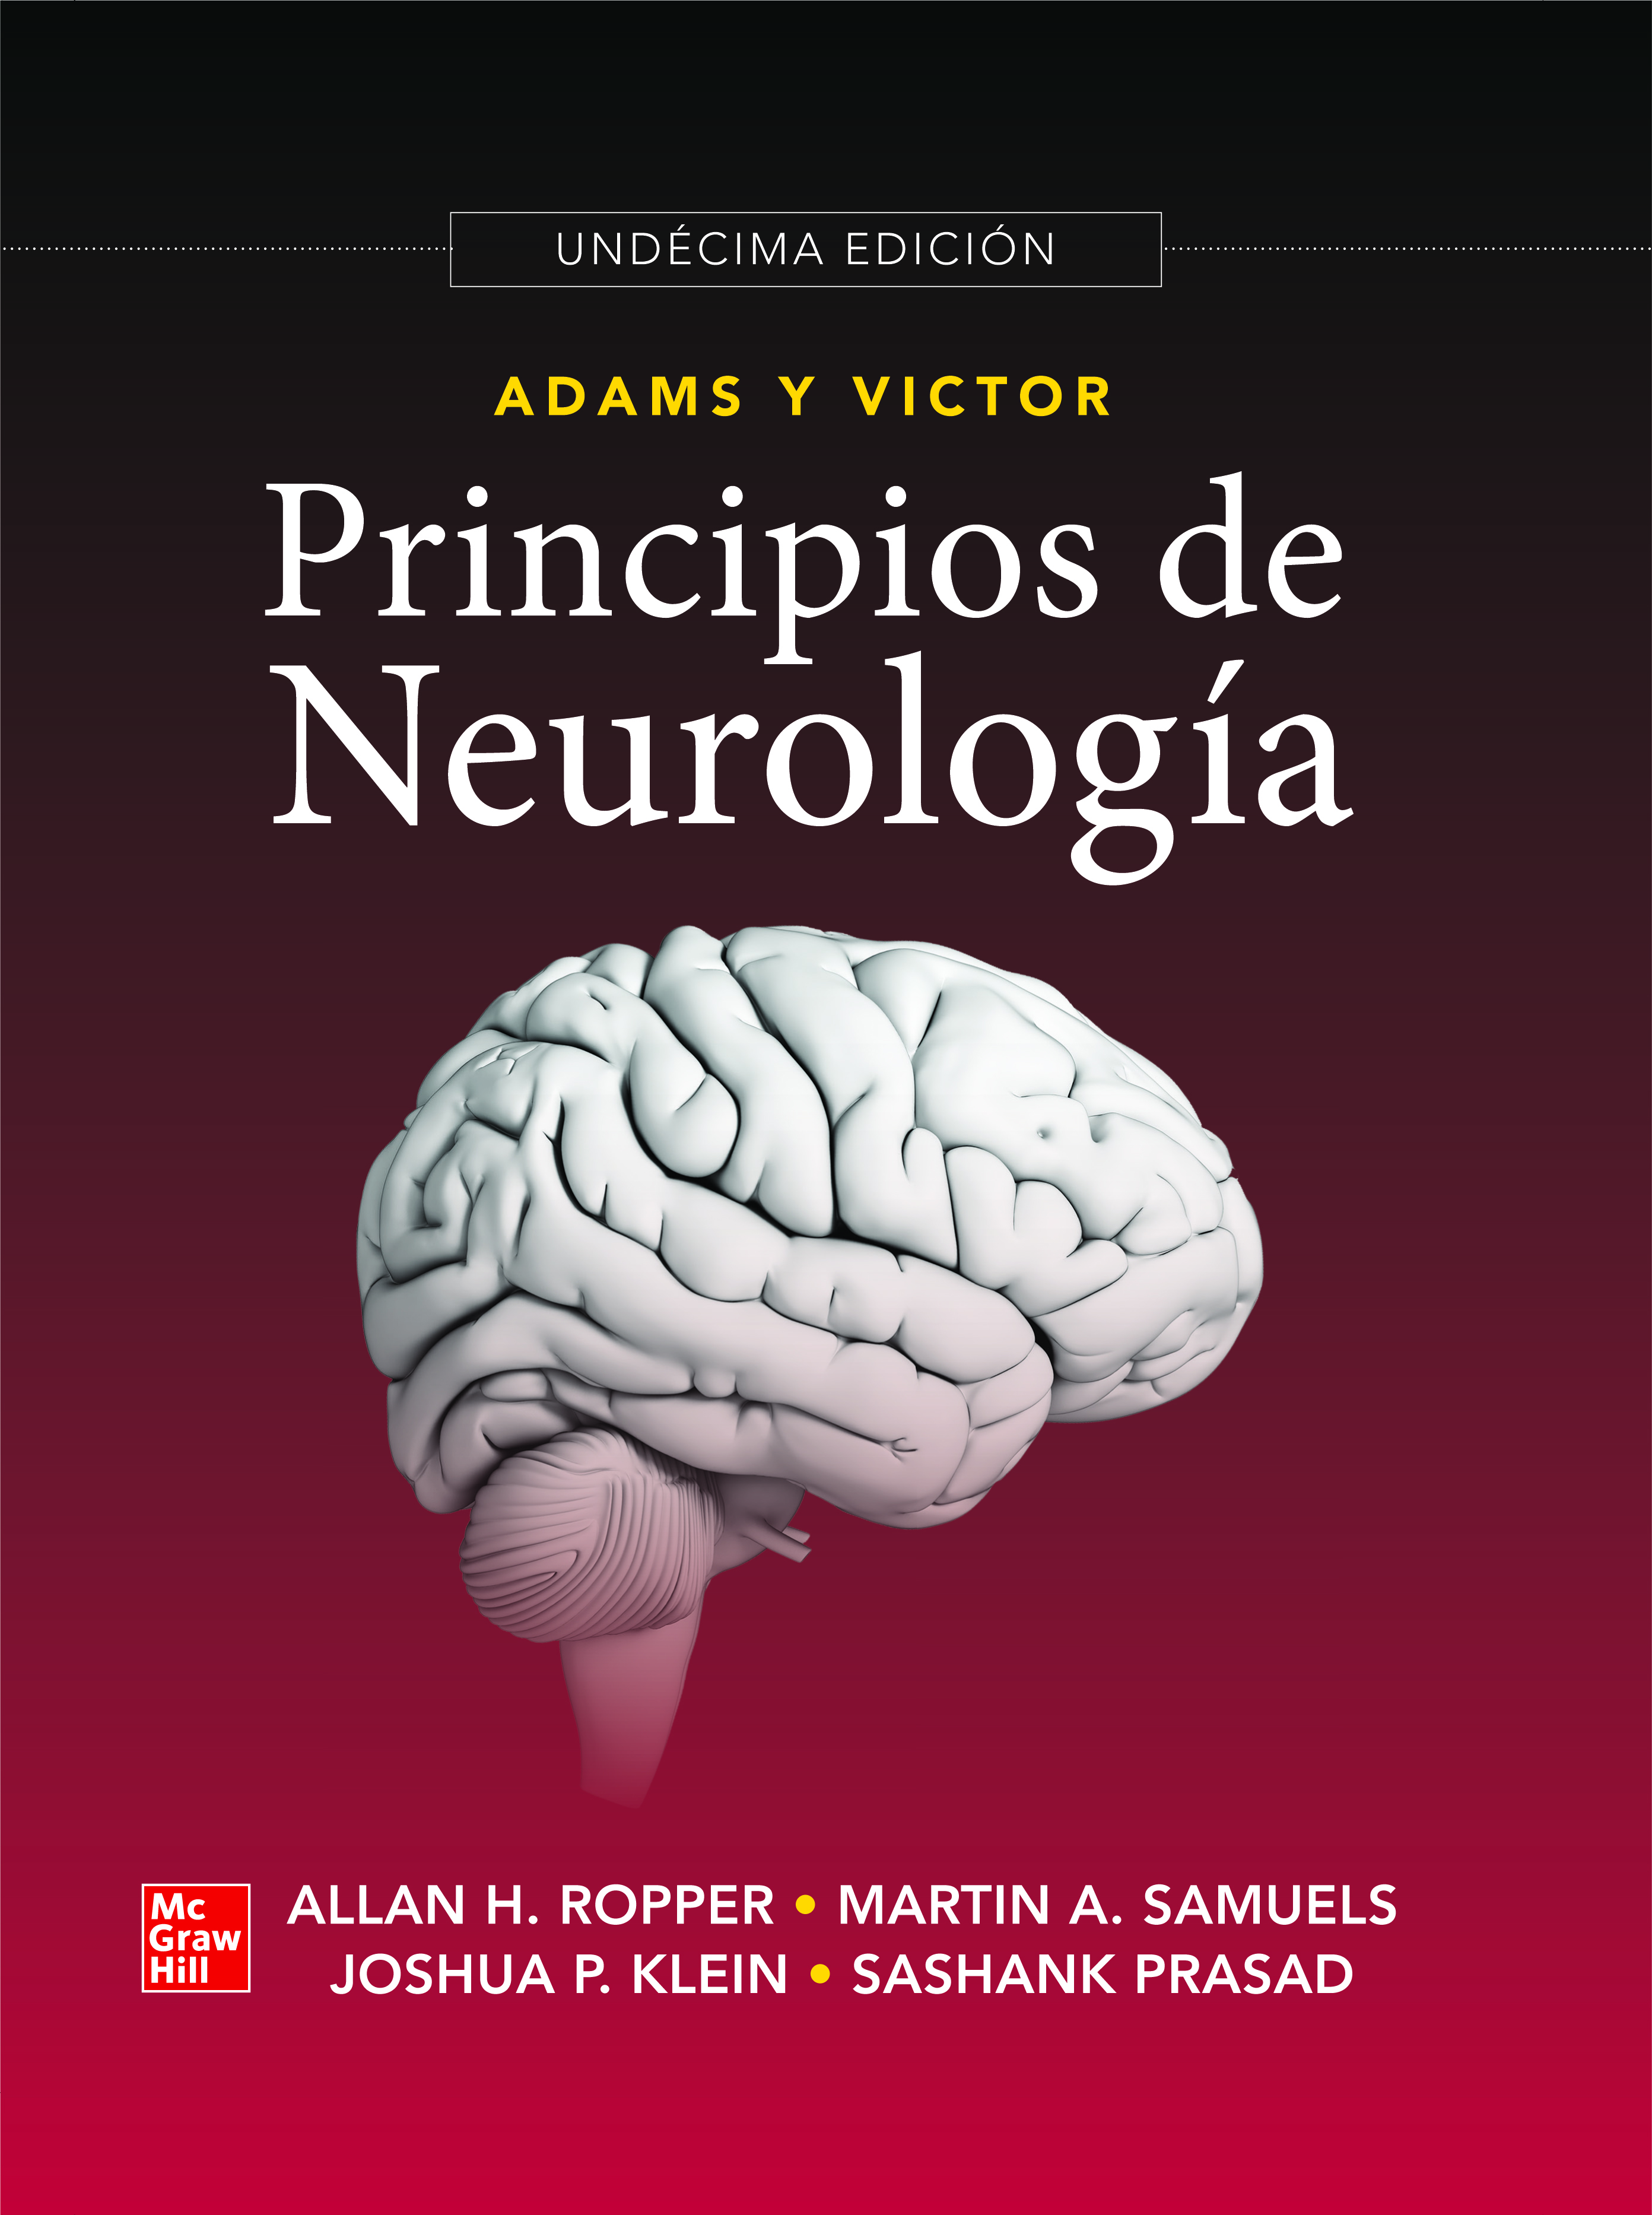 UNDÉCIMA EDICIÓN
ADAMS Y VICTOR
Principios de
Neurología
Mc
Graw
Hill
ALLAN H. ROPPER • MARTIN A. SAMUELS
JOSHUA P. KLEIN • SASHANK PRASAD